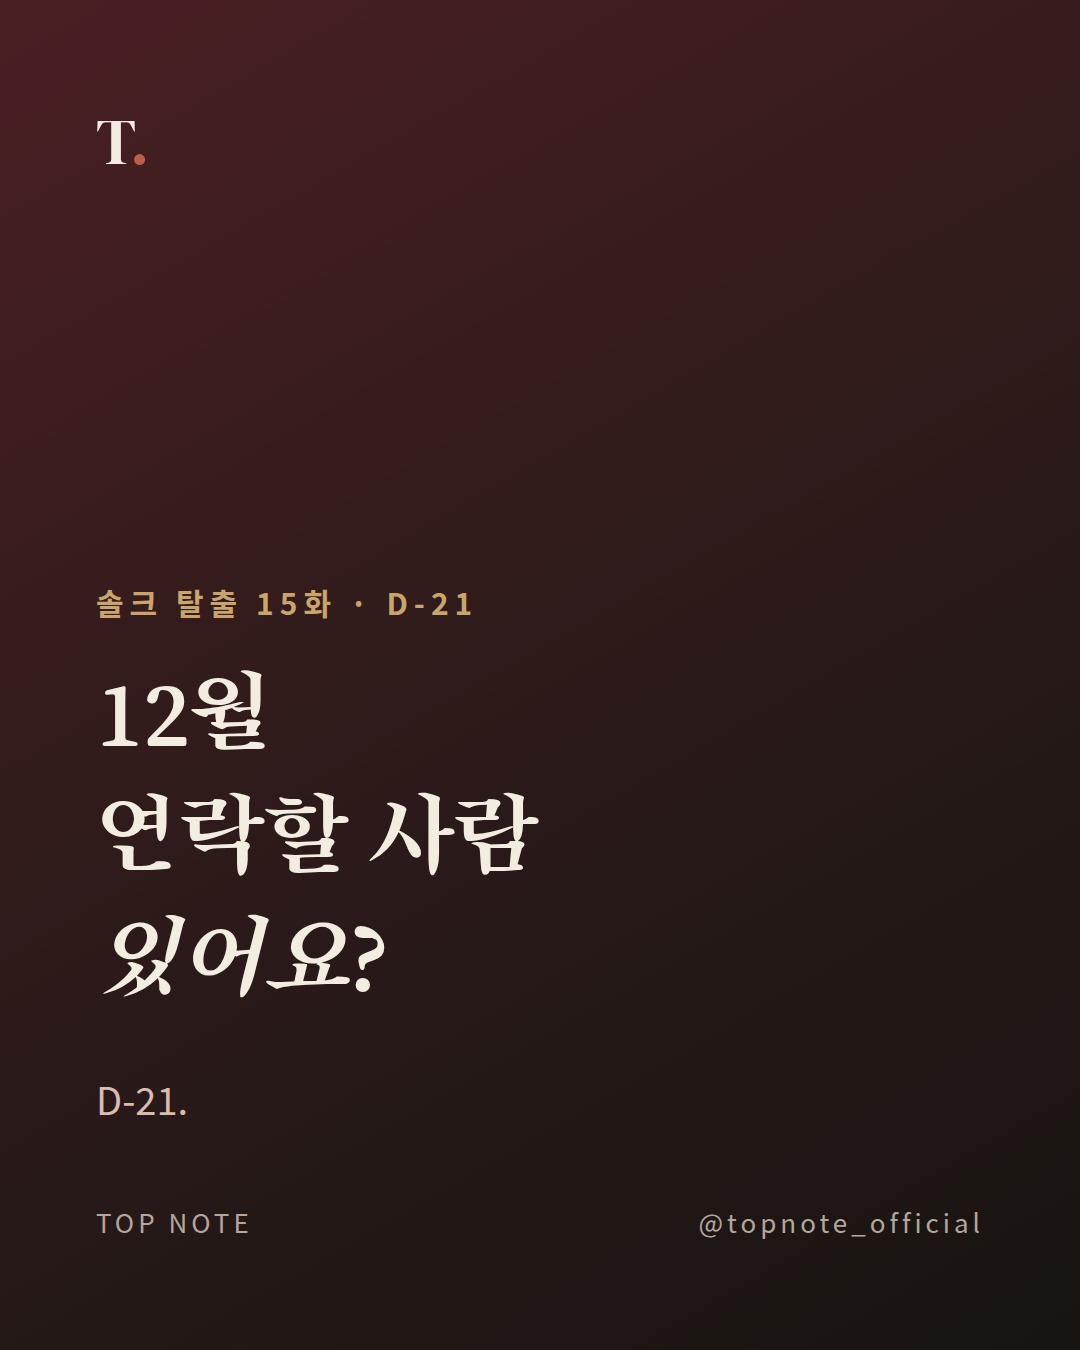 T.
솔크 탈출 15화 · D-21
12월
연락할 사람
있어요?
D-21.
TOP NOTE
@topnote_official